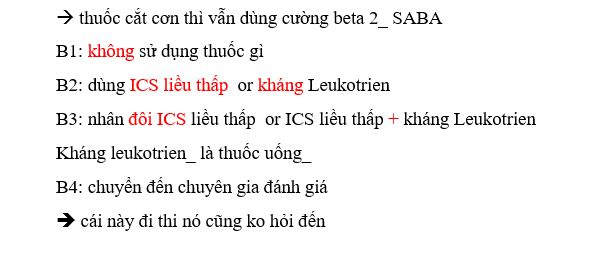 → thuốc cắt cơn thì vẫn dùng cường beta 2_ SABA
B1: không sử dụng thuốc gì
B2: dùng ICS liều thấp or kháng Leukotrien
B3: nhân đôi ICS liều thấp or ICS liều thấp + kháng Leukotrien
Kháng leukotrien_ là thuốc uống_
B4: chuyển đến chuyên gia đánh giá
➔ cái này đi thi nó cũng ko hỏi đến